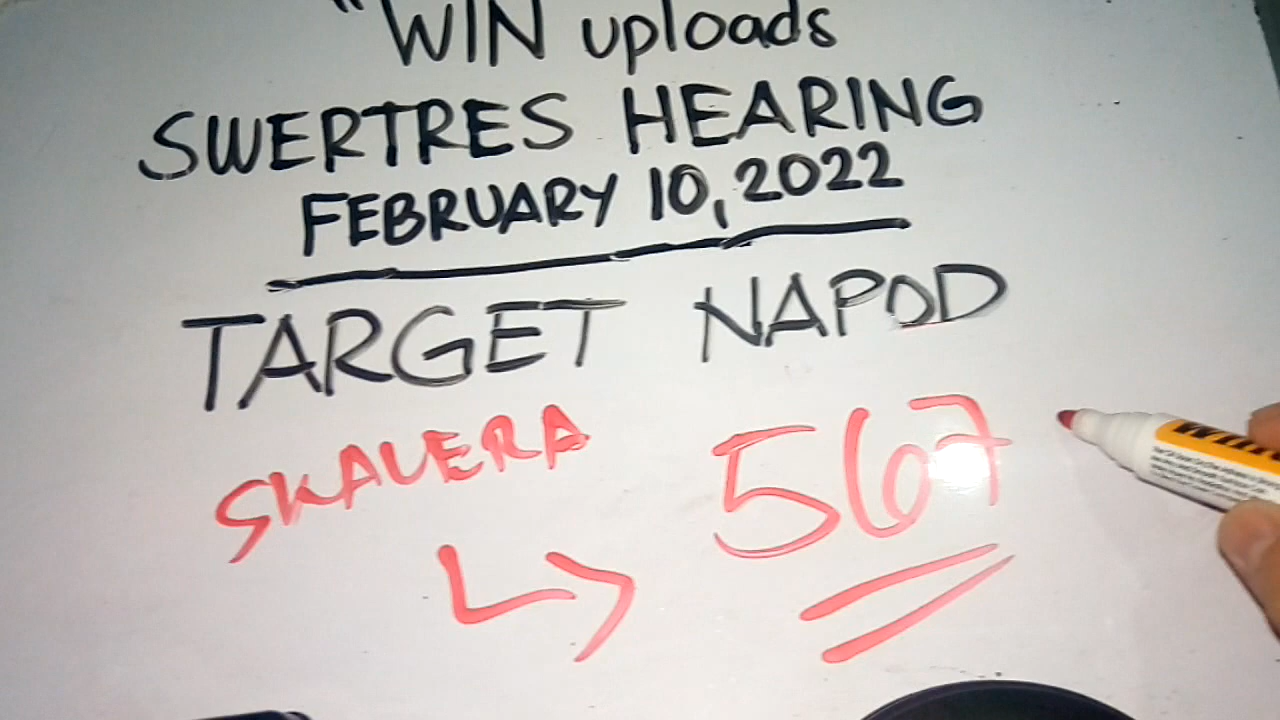 "WIN uploads
SWERTRES HEARING
FEBRUARY 10, 2022
TARGET NAPOD
SKALERA 567